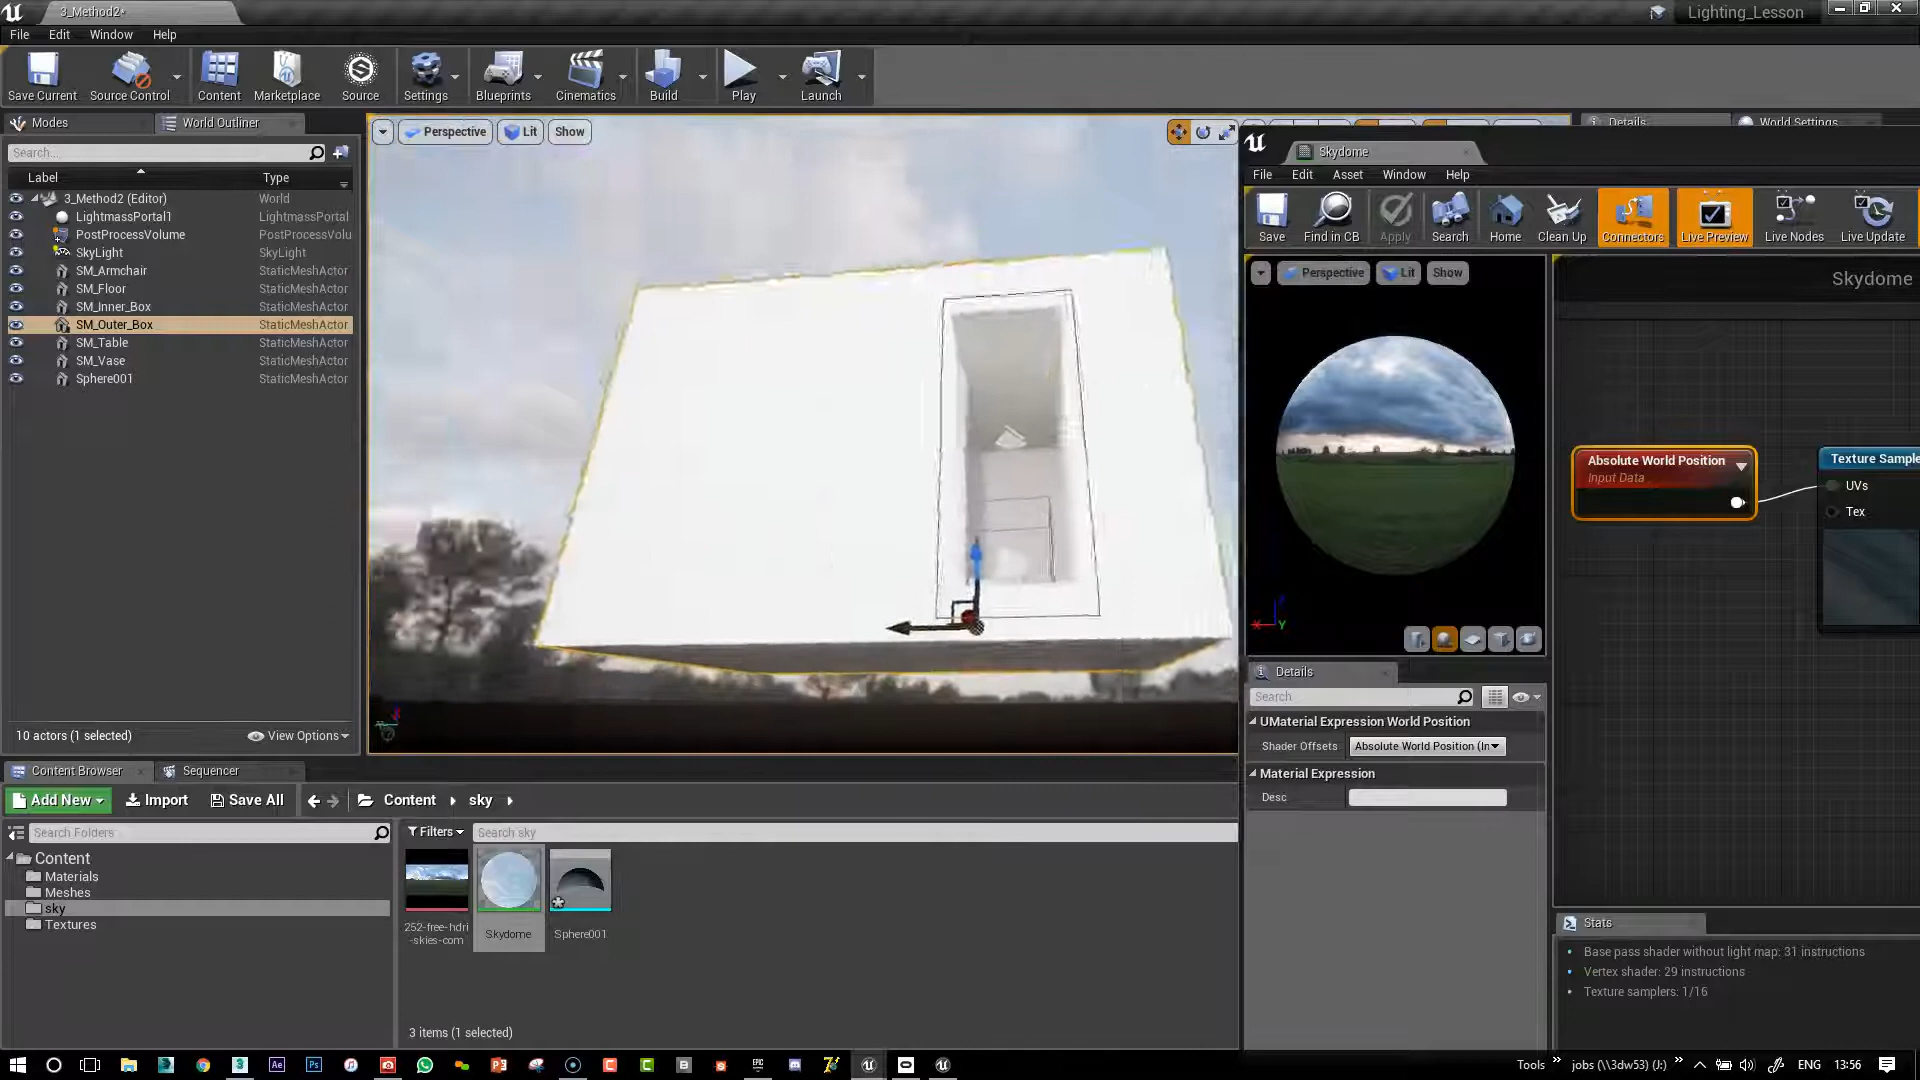 3_Method2*
Lighting_Lesson
File Edit Window Help
Save Current
Source Control
Content
Marketplace
Source
Settings
Blueprints
Cinematics
Build
Play
Launch
Modes
World Outliner
Search...
Label Type
3_Method2 (Editor) World
LightmassPortal1 LightmassPortal
PostProcessVolume PostProcessVolu
SkyLight SkyLight
SM_Armchair StaticMeshActor
SM_Floor StaticMeshActor
SM_Inner_Box StaticMeshActor
SM_Outer_Box StaticMeshActor
SM_Table StaticMeshActor
SM_Vase StaticMeshActor
Sphere001 StaticMeshActor
10 actors (1 selected)
View Options
Perspective Lit Show
Details
World Settings
Skydome
File Edit Asset Window Help
Save
Find in CB
Apply
Search
Home
Clean Up
Connectors
Live Preview
Live Nodes
Live Update
Perspective Lit Show
X Y
Skydome
Absolute World Position
Input Data
Texture Sample
UVs
Tex
Details
Search
UMaterial Expression World Position
Shader Offsets Absolute World Position (In
Material Expression
Desc
Stats
Base pass shader without light map: 31 instructions
Vertex shader: 29 instructions
Texture samplers: 1/16
Content Browser
Sequencer
Add New Import Save All Content sky
Search Folders
Content
Materials
Meshes
sky
Textures
Filters Search sky
252-free-hdri
-skies-com
Skydome
Sphere001
3 items (1 selected)
Tools jobs (\\3dw53) (J:) ENG 13:56